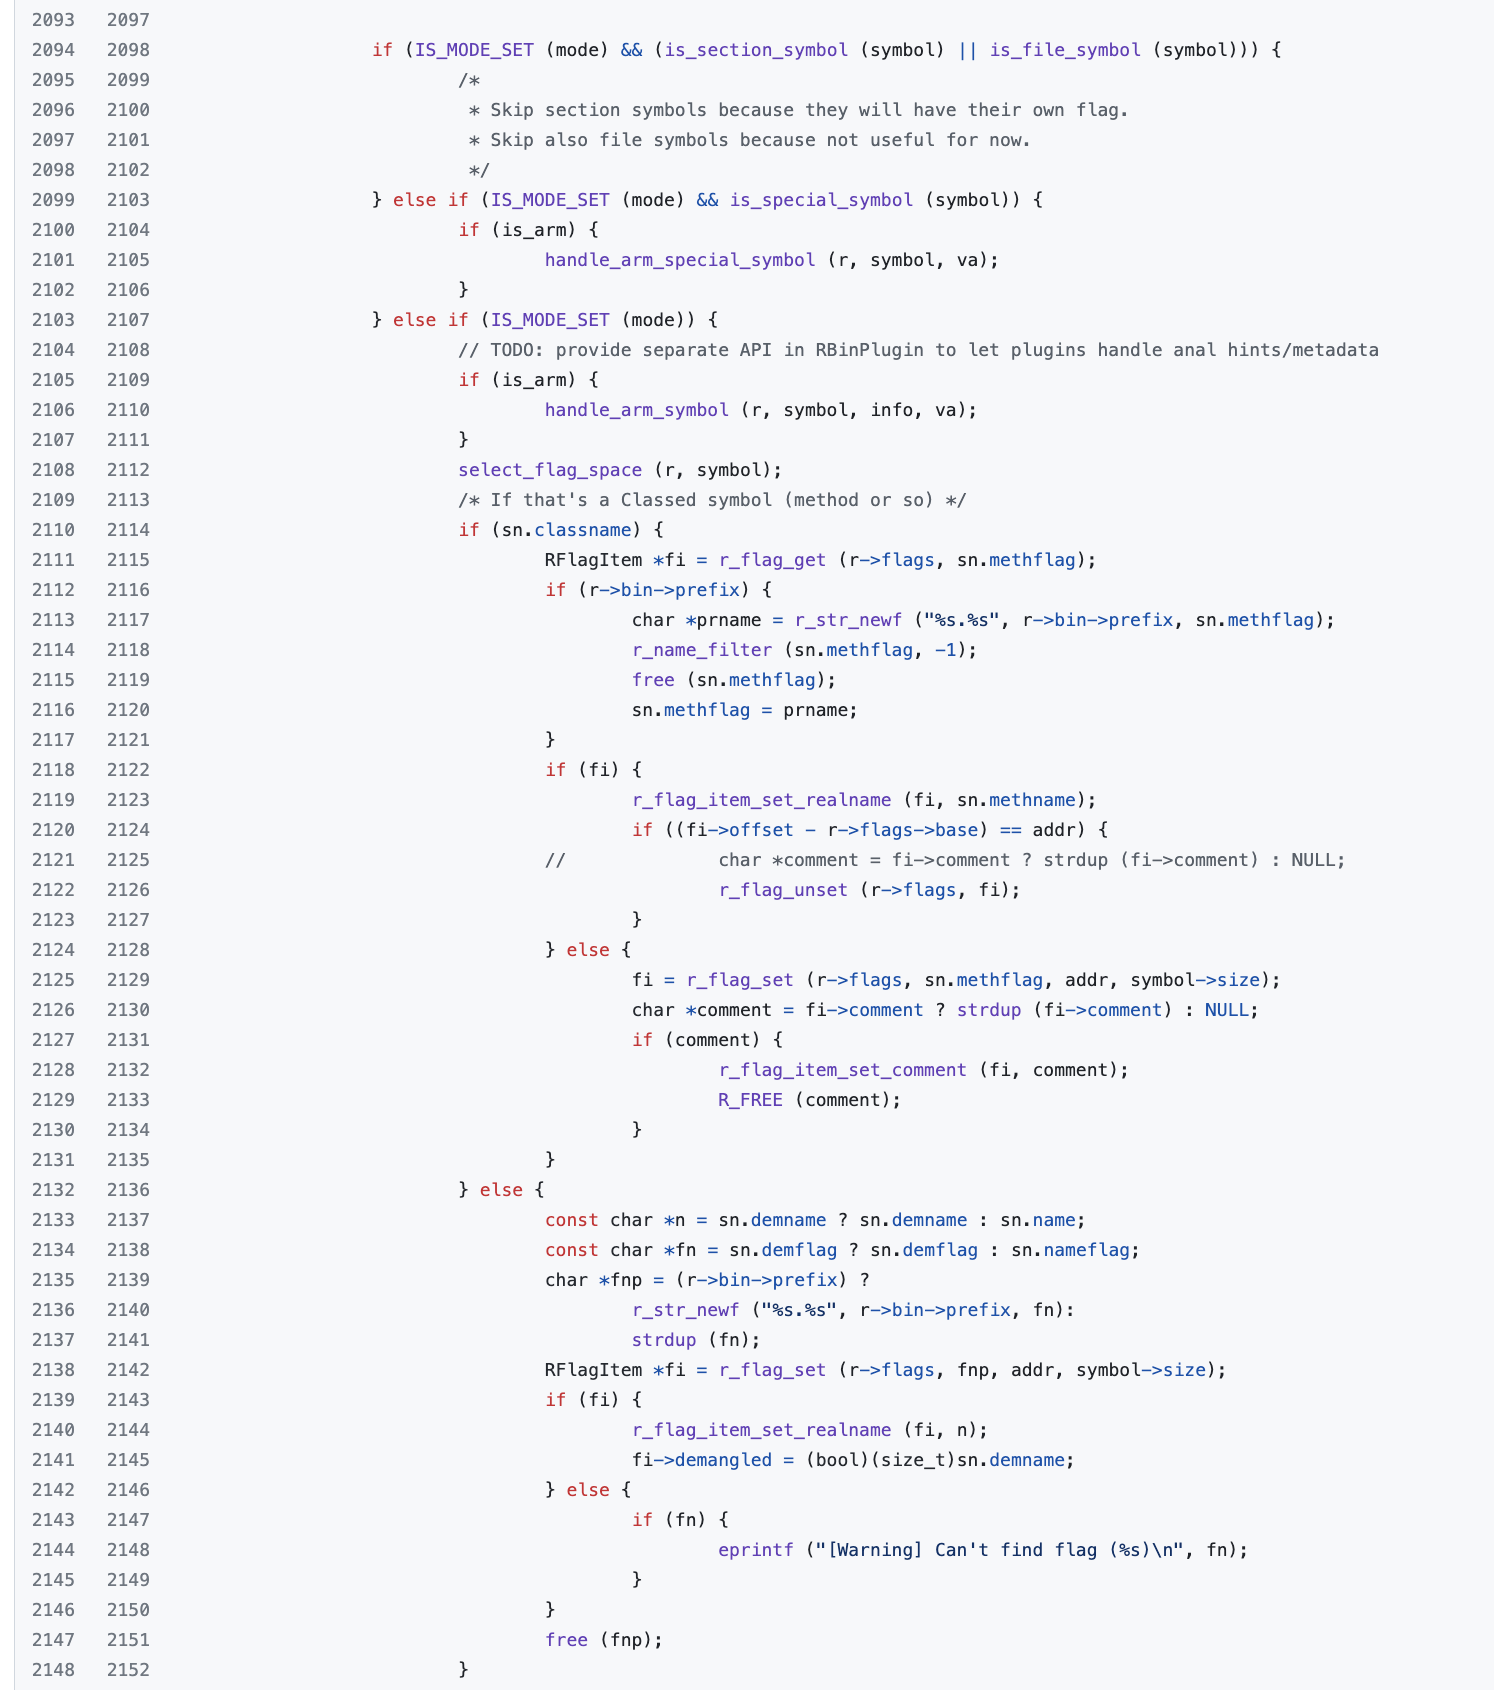 2093 2097
2094 2098 if (IS_MODE_SET (mode) && (is_section_symbol (symbol) || is_file_symbol (symbol))) {
2095 2099 /*
2096 2100 * Skip section symbols because they will have their own flag.
2097 2101 * Skip also file symbols because not useful for now.
2098 2102 */
2099 2103 } else if (IS_MODE_SET (mode) && is_special_symbol (symbol)) {
2100 2104 if (is_arm) {
2101 2105 handle_arm_special_symbol (r, symbol, va);
2102 2106 }
2103 2107 } else if (IS_MODE_SET (mode)) {
2104 2108 // TODO: provide separate API in RBinPlugin to let plugins handle anal hints/metadata
2105 2109 if (is_arm) {
2106 2110 handle_arm_symbol (r, symbol, info, va);
2107 2111 }
2108 2112 select_flag_space (r, symbol);
2109 2113 /* If that's a Classed symbol (method or so) */
2110 2114 if (sn.classname) {
2111 2115 RFlagItem *fi = r_flag_get (r->flags, sn.methflag);
2112 2116 if (r->bin->prefix) {
2113 2117 char *prname = r_str_newf ("%s.%s", r->bin->prefix, sn.methflag);
2114 2118 r_name_filter (sn.methflag, -1);
2115 2119 free (sn.methflag);
2116 2120 sn.methflag = prname;
2117 2121 }
2118 2122 if (fi) {
2119 2123 r_flag_item_set_realname (fi, sn.methname);
2120 2124 if ((fi->offset - r->flags->base) == addr) {
2121 2125 // char *comment = fi->comment ? strdup (fi->comment) : NULL;
2122 2126 r_flag_unset (r->flags, fi);
2123 2127 }
2124 2128 } else {
2125 2129 fi = r_flag_set (r->flags, sn.methflag, addr, symbol->size);
2126 2130 char *comment = fi->comment ? strdup (fi->comment) : NULL;
2127 2131 if (comment) {
2128 2132 r_flag_item_set_comment (fi, comment);
2129 2133 R_FREE (comment);
2130 2134 }
2131 2135 }
2132 2136 } else {
2133 2137 const char *n = sn.demname ? sn.demname : sn.name;
2134 2138 const char *fn = sn.demflag ? sn.demflag : sn.nameflag;
2135 2139 char *fnp = (r->bin->prefix) ?
2136 2140 r_str_newf ("%s.%s", r->bin->prefix, fn):
2137 2141 strdup (fn);
2138 2142 RFlagItem *fi = r_flag_set (r->flags, fnp, addr, symbol->size);
2139 2143 if (fi) {
2140 2144 r_flag_item_set_realname (fi, n);
2141 2145 fi->demangled = (bool)(size_t)sn.demname;
2142 2146 } else {
2143 2147 if (fn) {
2144 2148 eprintf ("[Warning] Can't find flag (%s)\n", fn);
2145 2149 }
2146 2150 }
2147 2151 free (fnp);
2148 2152 }